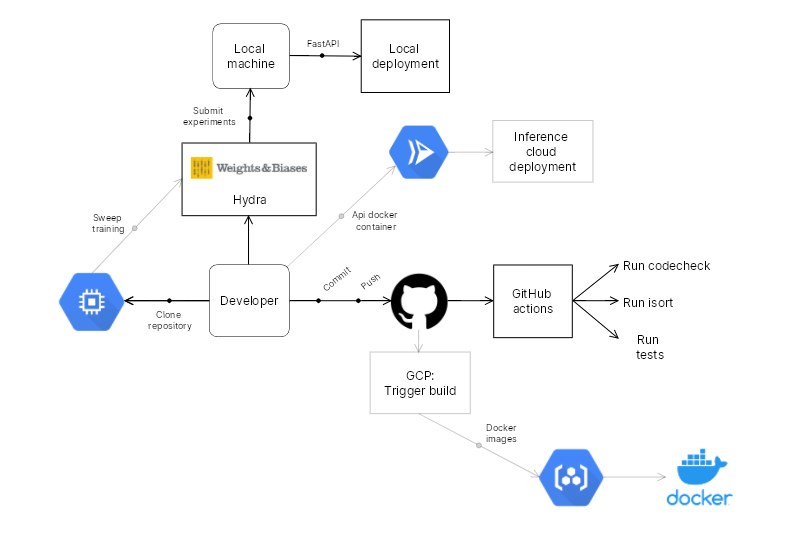 Local
machine
FastAPI
Local
deployment
Submit
experiments
Weights & Biases
Hydra
Inference
cloud
deployment
Sweep
training
Api docker
container
Developer
Clone
repository
Commit
Push
GitHub
actions
Run codecheck
Run isort
Run
tests
GCP:
Trigger build
Docker
images
docker